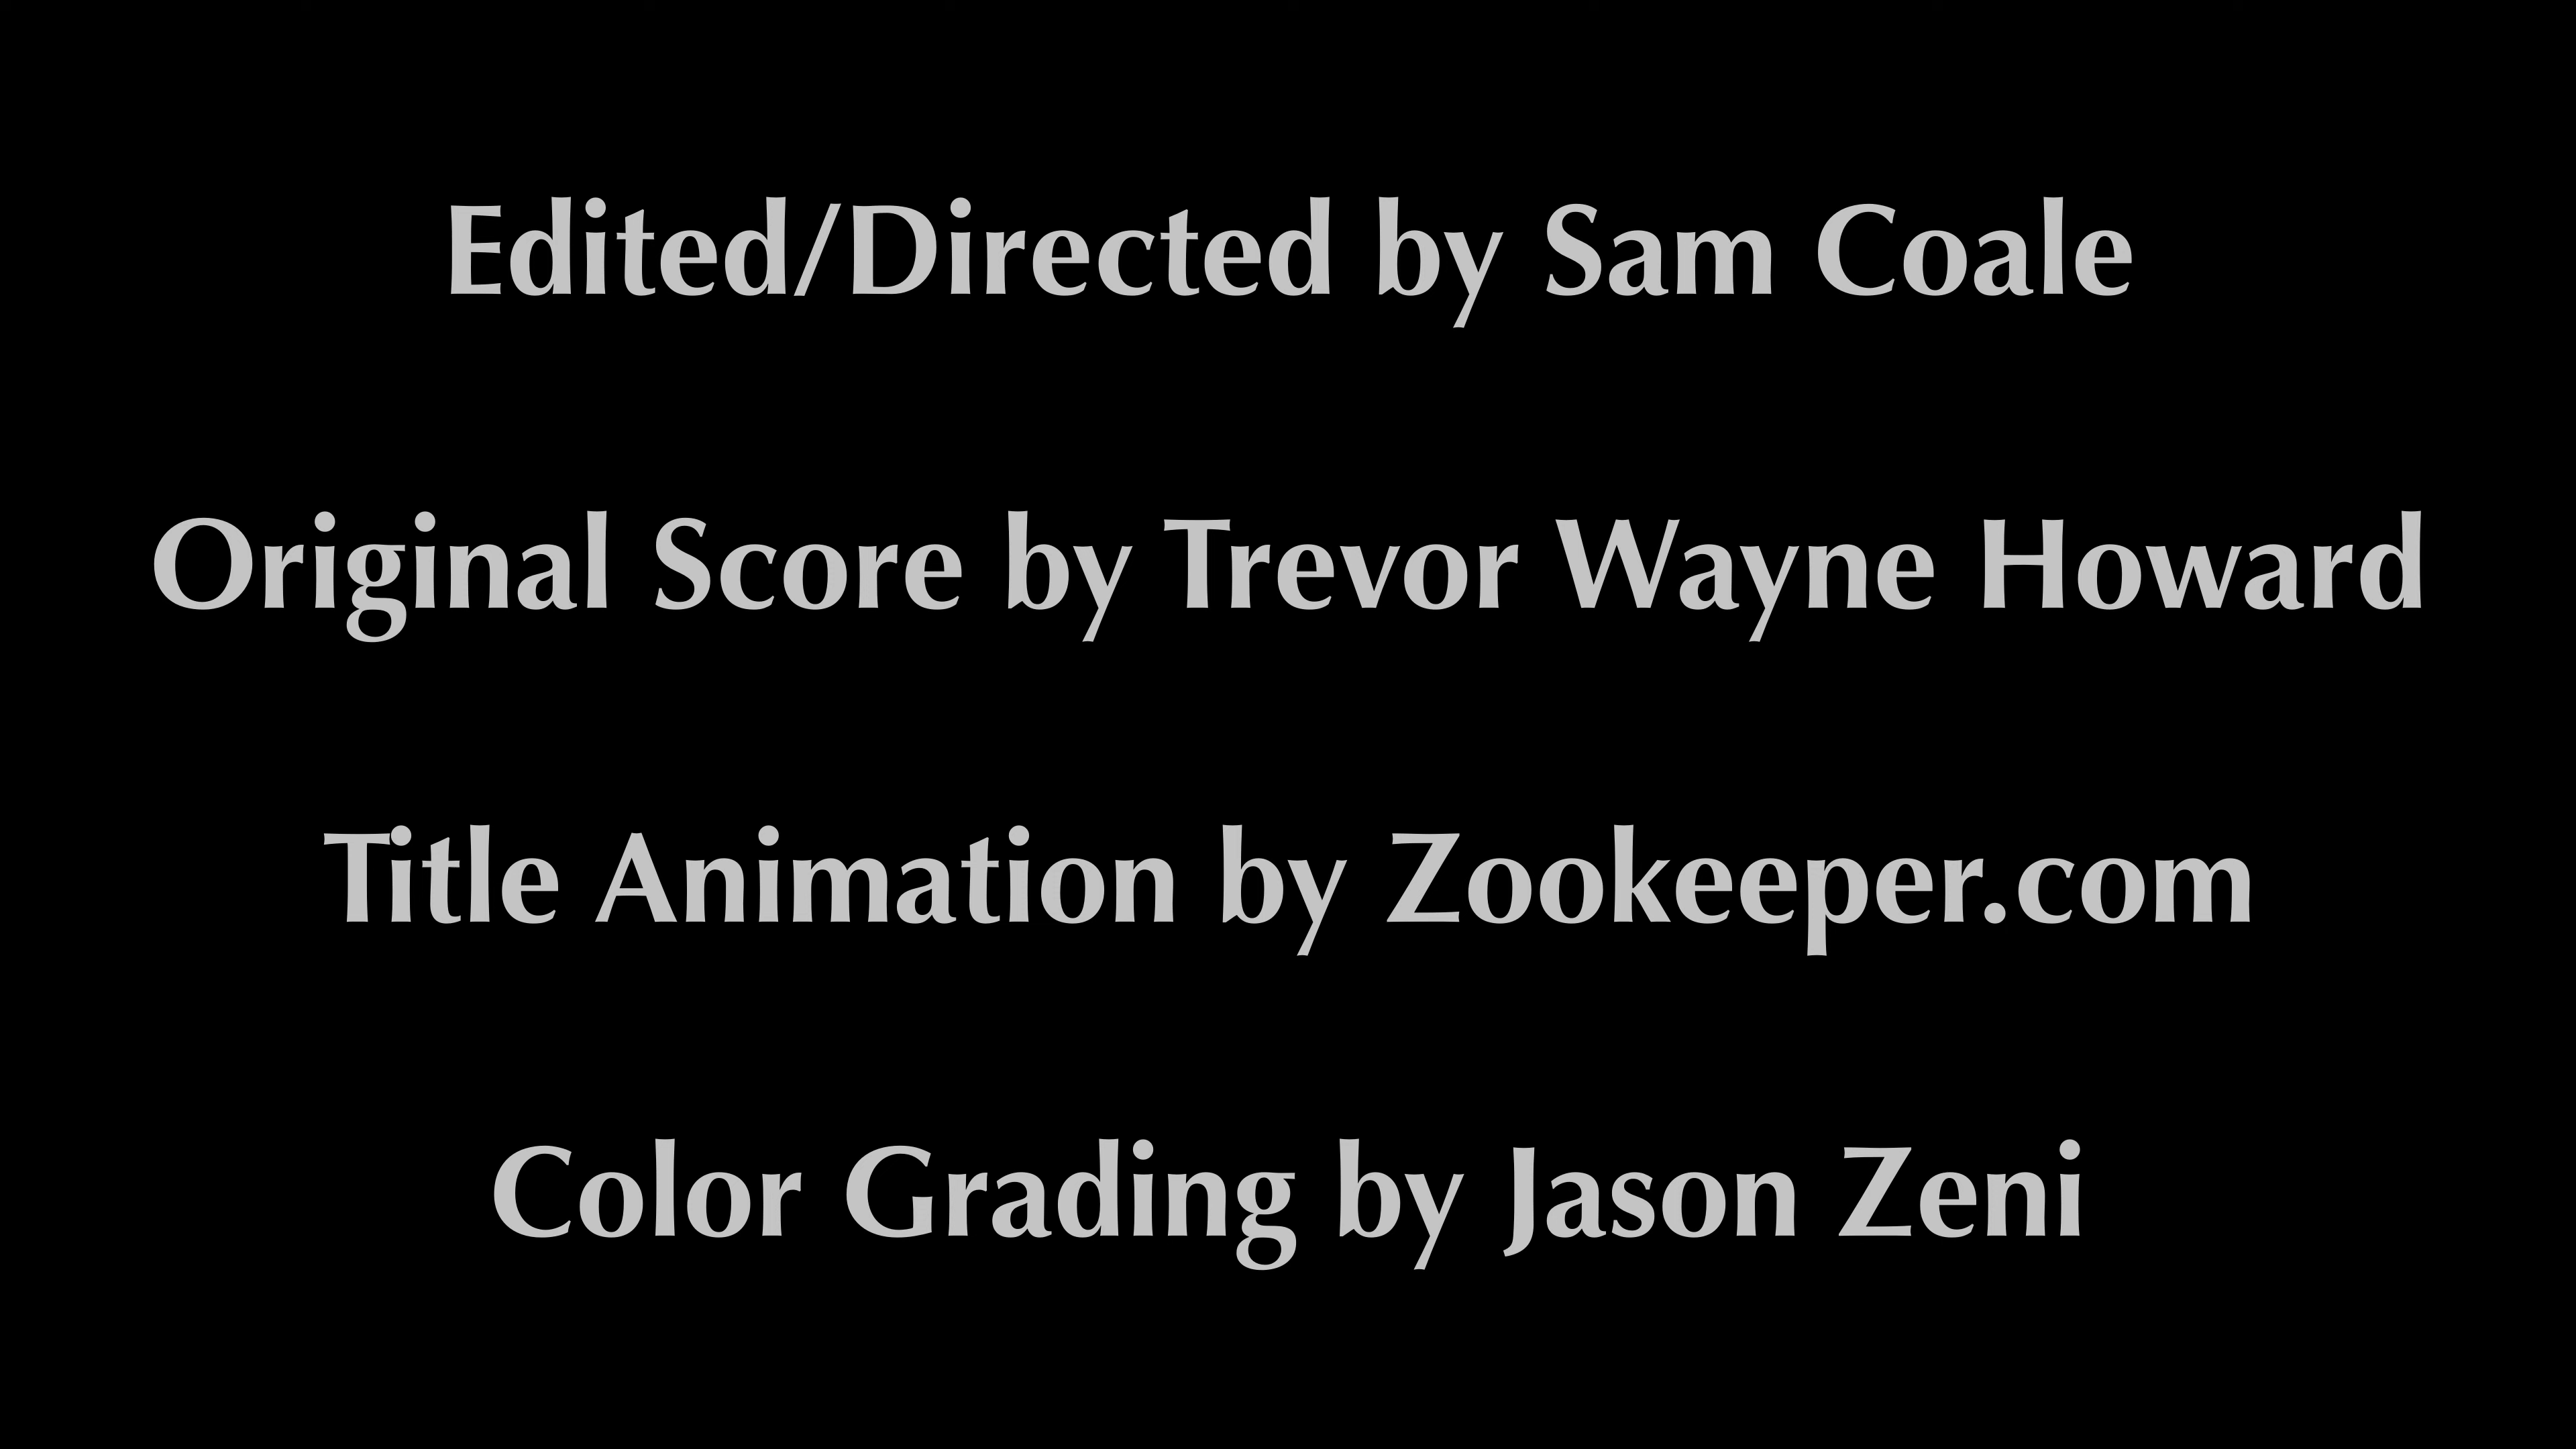 Edited/Directed by Sam Coale
Original Score by Trevor Wayne Howard
Title Animation by Zookeeper.com
Color Grading by Jason Zeni